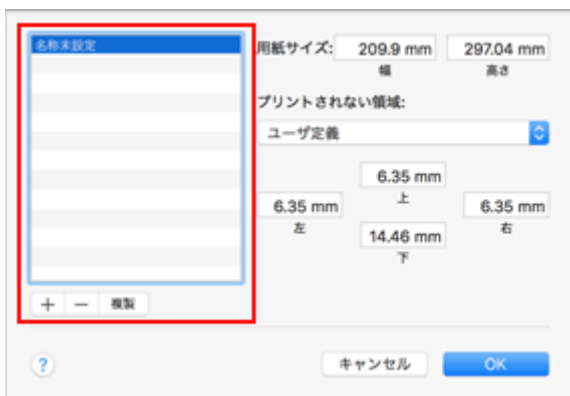 名称未設定
用紙サイズ: 209.9 mm 297.04 mm
幅 高さ
プリントされない領域:
ユーザ定義
6.35 mm
上
6.35 mm 6.35 mm
左 右
14.46 mm
下
+ − 複製
? キャンセル OK